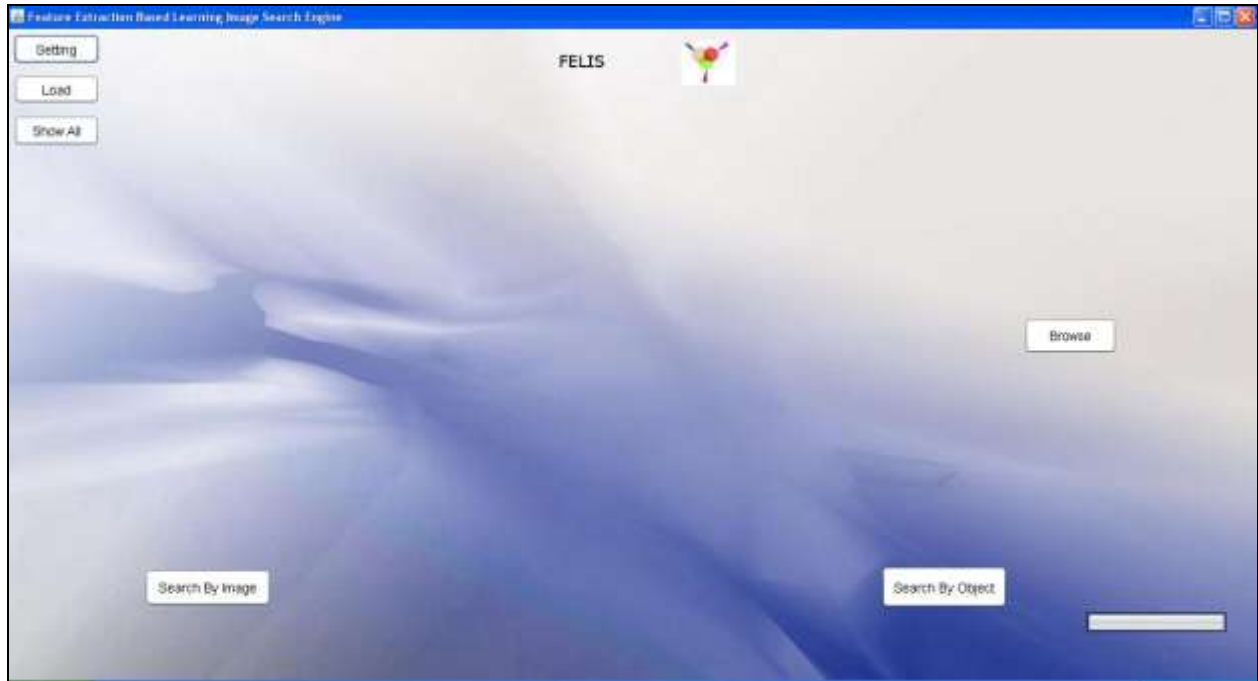 Feature Extraction Based Learning Image Search Engine
Setting
FELIS
Load
Show All
Browse
Search By Image
Search By Object